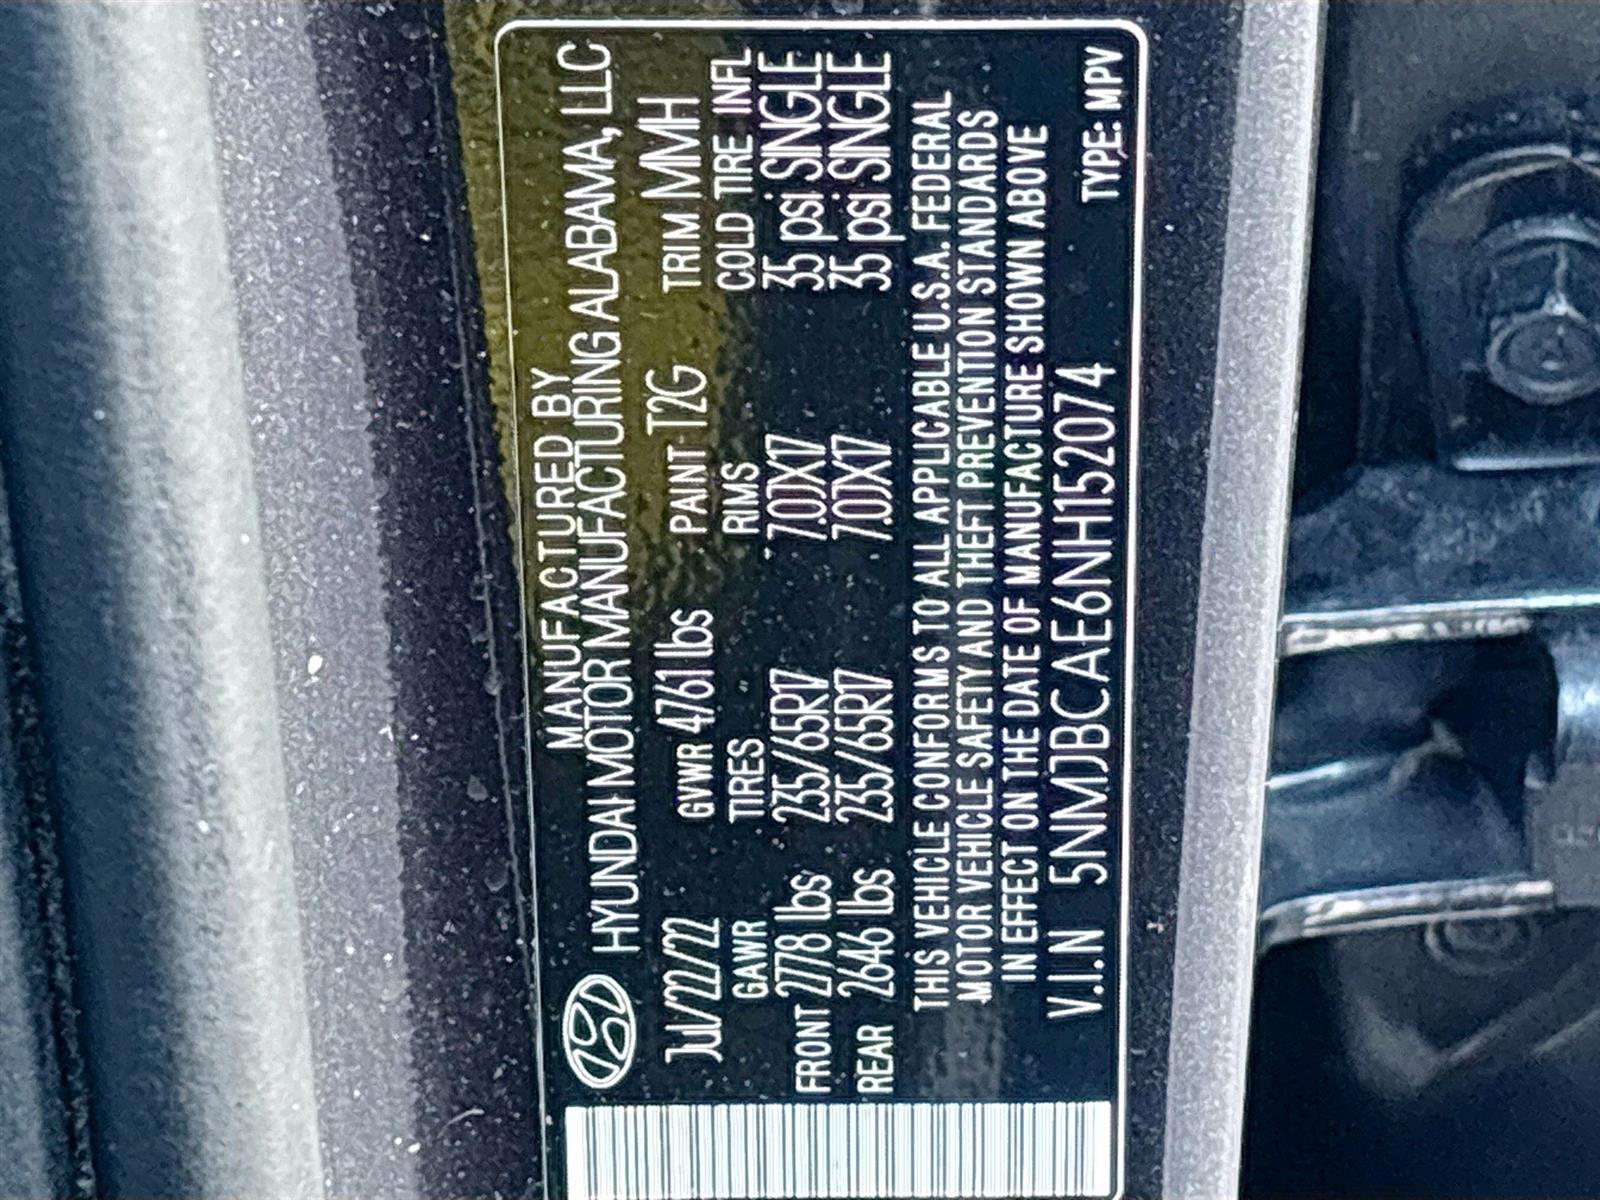 MANUFACTURED BY
HYUNDAI MOTOR MANUFACTURING ALABAMA, LLC
Jul/22/22 GVWR 4761 lbs PAINT T2G TRIM MMH
GAWR TIRES RIMS COLD TIRE INFL
FRONT 2778 lbs 235/65R17 7.0JX17 35 psi SINGLE
REAR 2646 lbs 235/65R17 7.0JX17 35 psi SINGLE
THIS VEHICLE CONFORMS TO ALL APPLICABLE U.S.A. FEDERAL
MOTOR VEHICLE SAFETY AND THEFT PREVENTION STANDARDS
IN EFFECT ON THE DATE OF MANUFACTURE SHOWN ABOVE
V.I.N 5NMJBCAE6NH152074 TYPE: MPV